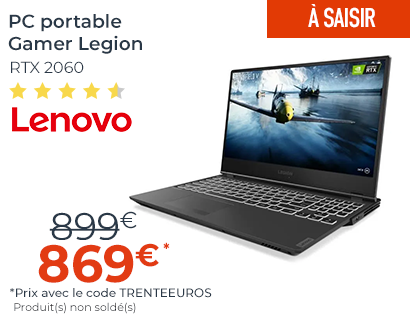 PC portable
Gamer Legion
RTX 2060
À SAISIR
Lenovo
899€
869€*
*Prix avec le code TRENTEEUROS
Produit(s) non soldé(s)